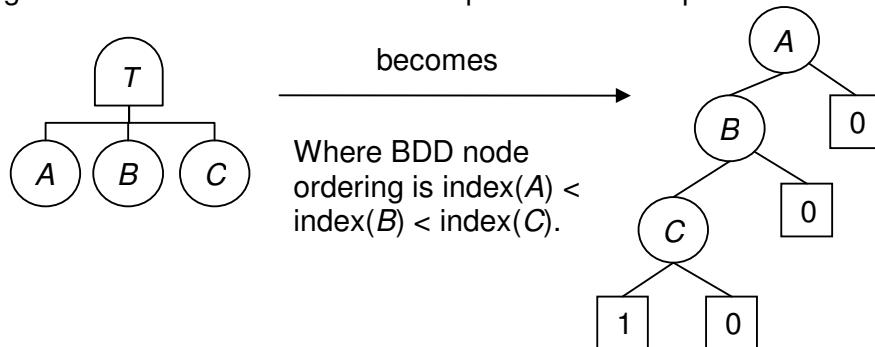 T
A B C
becomes
Where BDD node
ordering is index(A) <
index(B) < index(C).
A
B 0
C 0
1 0